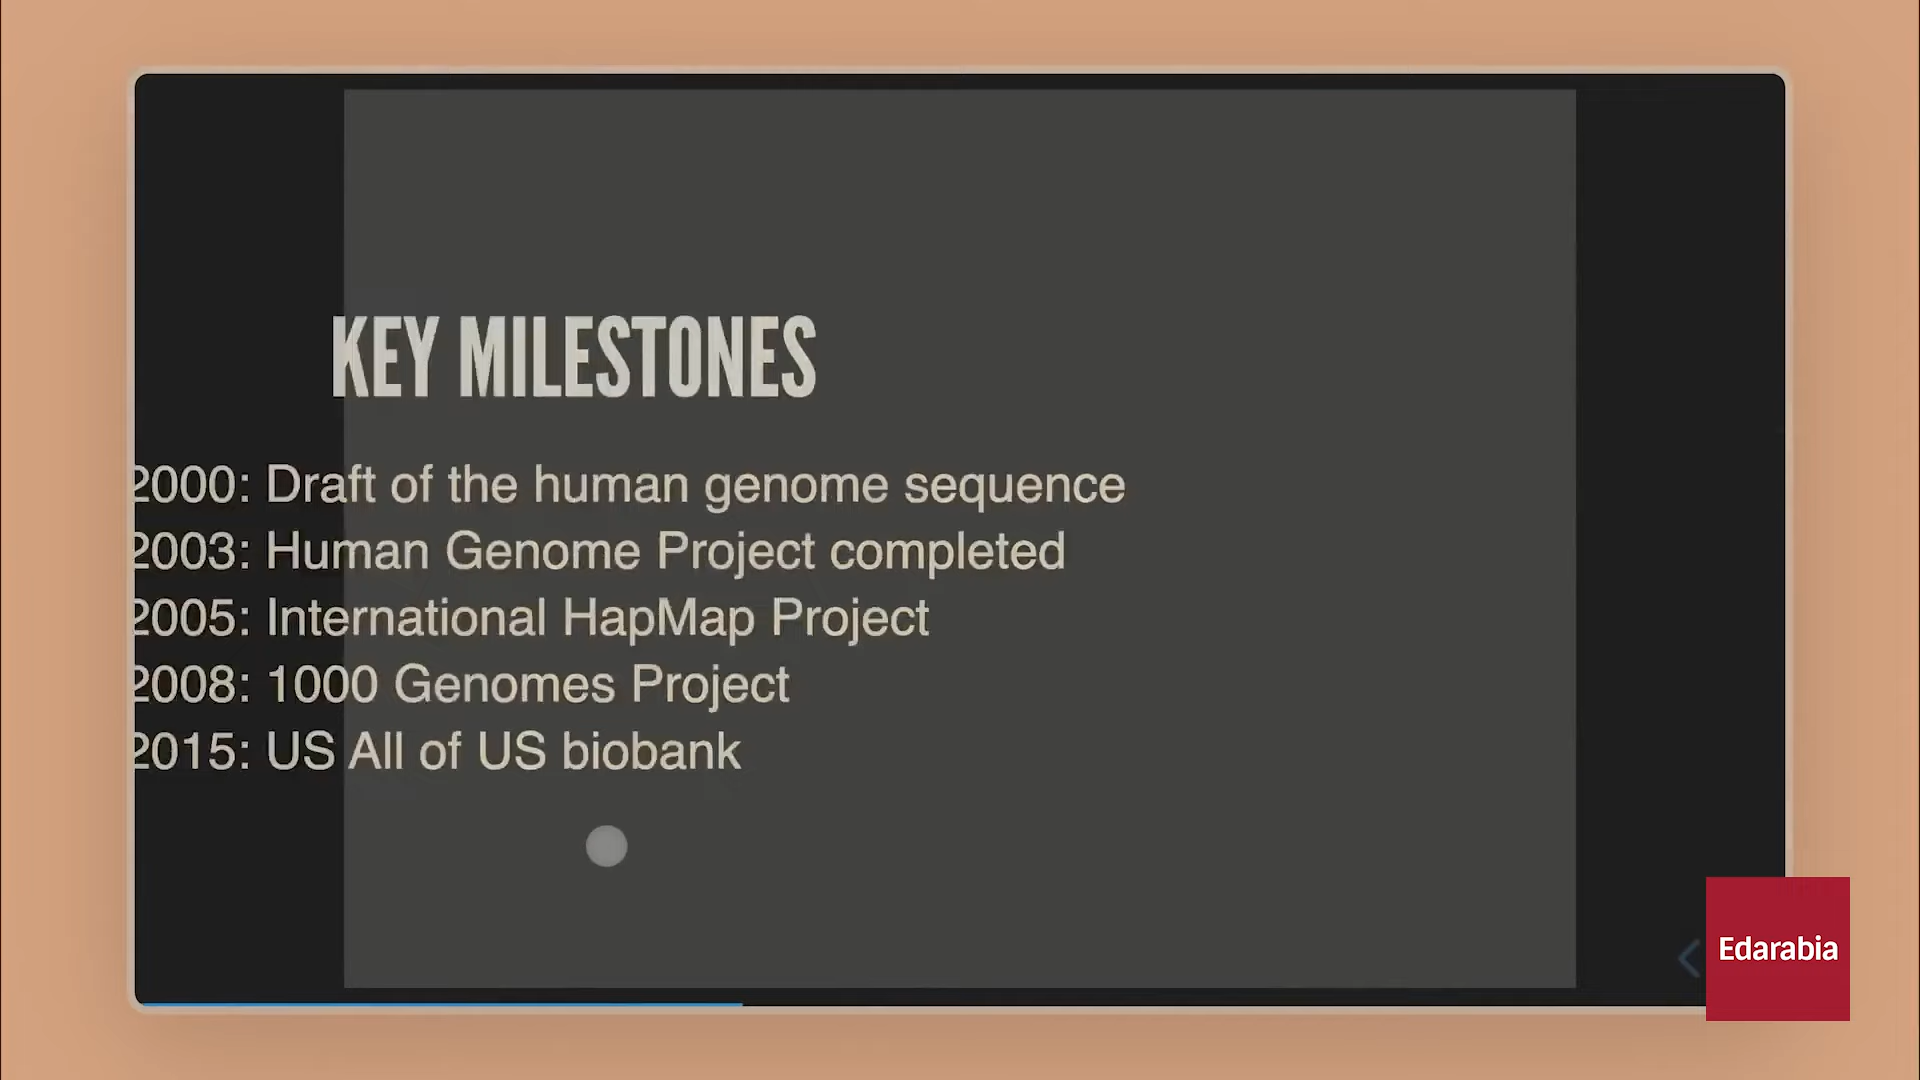 KEY MILESTONES
2000: Draft of the human genome sequence
2003: Human Genome Project completed
2005: International HapMap Project
2008: 1000 Genomes Project
2015: US All of US biobank
Edarabia